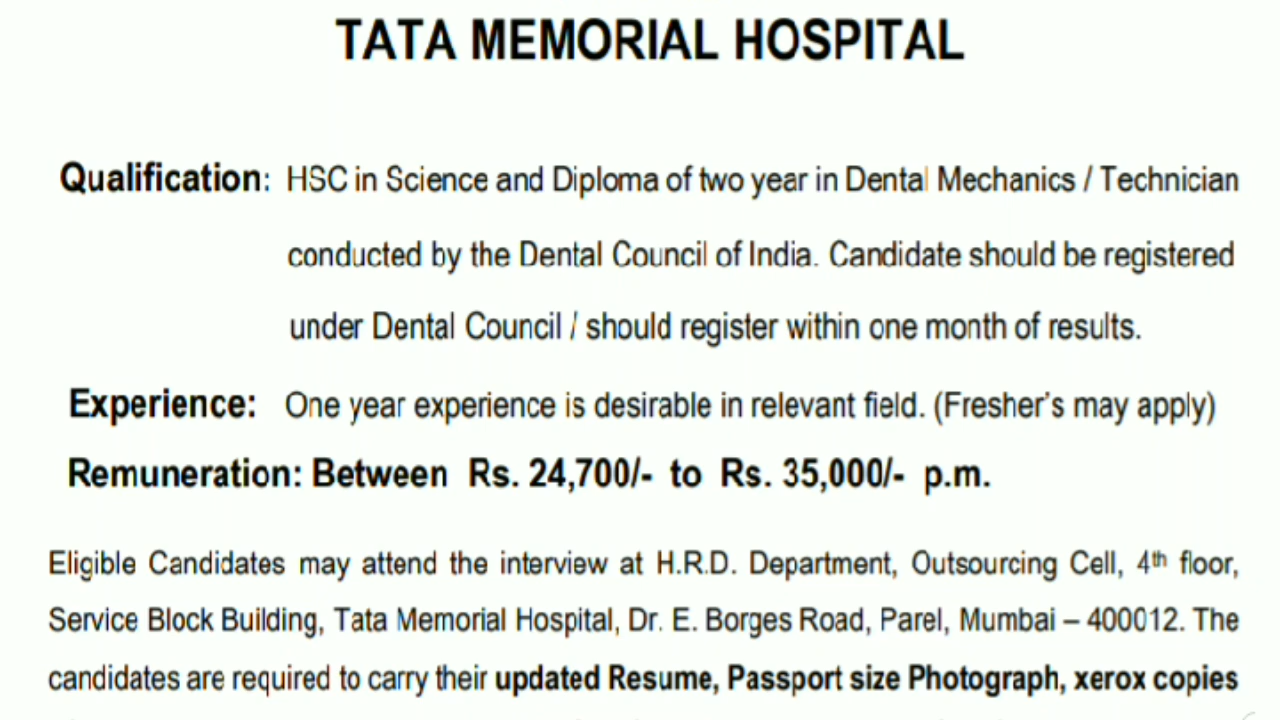 TATA MEMORIAL HOSPITAL
Qualification: HSC in Science and Diploma of two year in Dental Mechanics / Technician
conducted by the Dental Council of India. Candidate should be registered
under Dental Council / should register within one month of results.
Experience: One year experience is desirable in relevant field. (Fresher's may apply)
Remuneration: Between Rs. 24,700/- to Rs. 35,000/- p.m.
Eligible Candidates may attend the interview at H.R.D. Department, Outsourcing Cell, 4th floor,
Service Block Building, Tata Memorial Hospital, Dr. E. Borges Road, Parel, Mumbai – 400012. The
candidates are required to carry their updated Resume, Passport size Photograph, xerox copies